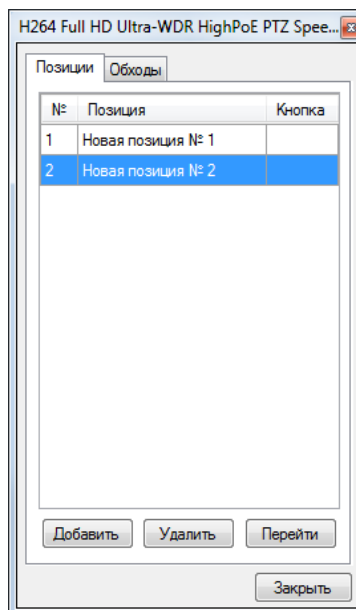 H264 Full HD Ultra-WDR HighPoE PTZ Spee...
Позиции Обходы
№ Позиция Кнопка
1 Новая позиция № 1
2 Новая позиция № 2
Добавить Удалить Перейти
Закрыть